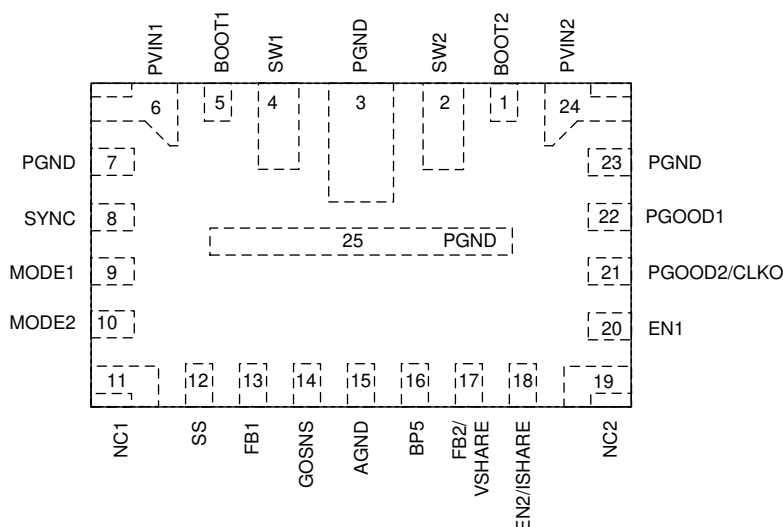 PVIN1
BOOT1
SW1
PGND
SW2
BOOT2
PVIN2
6
5
4
3
2
1
24
PGND
7
23
PGND
SYNC
8
22
PGOOD1
25
PGND
MODE1
9
21
PGOOD2/CLKO
MODE2
10
20
EN1
11
12
13
14
15
16
17
18
19
NC1
SS
FB1
GOSNS
AGND
BP5
FB2/
VSHARE
EN2/ISHARE
NC2